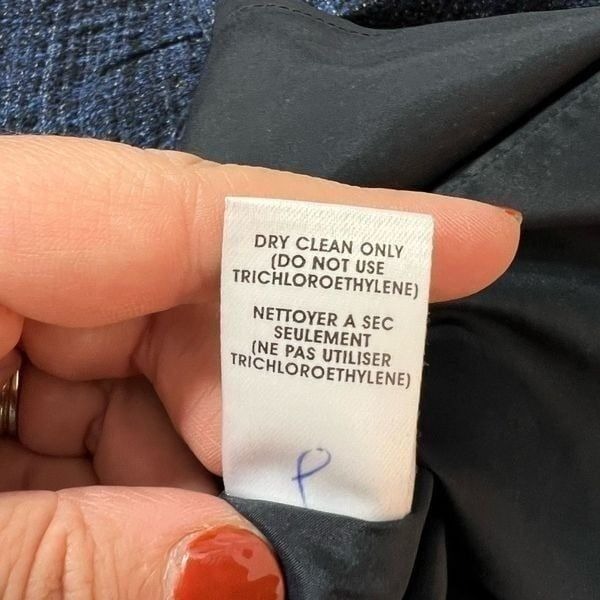 DRY CLEAN ONLY
(DO NOT USE
TRICHLOROETHYLENE)
NETTOYER A SEC
SEULEMENT
(NE PAS UTILISER
TRICHLOROETHYLENE)
P